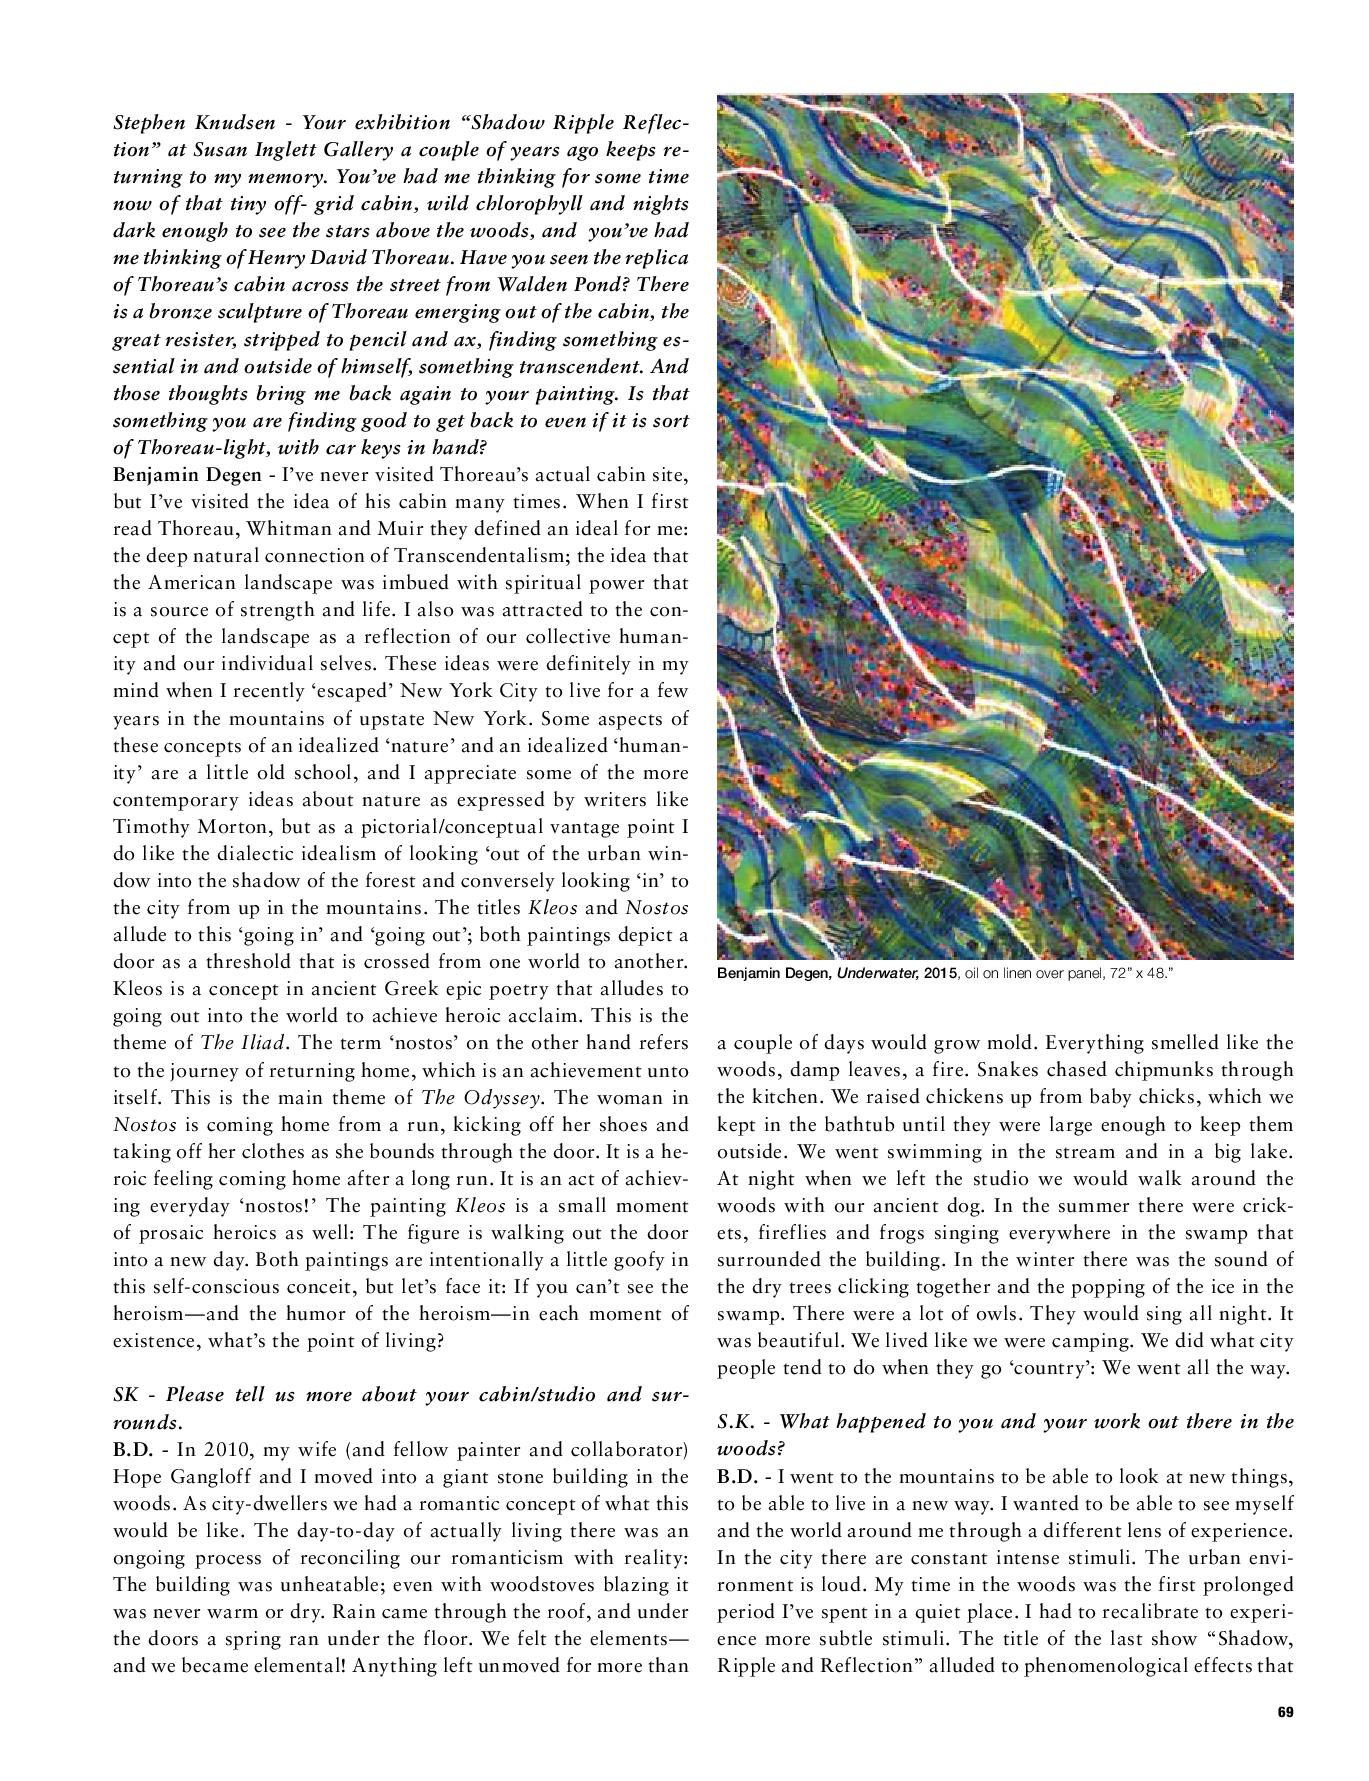 Stephen Knudsen - Your exhibition “Shadow Ripple Reflec-
tion” at Susan Inglett Gallery a couple of years ago keeps re-
turning to my memory. You’ve had me thinking for some time
now of that tiny off- grid cabin, wild chlorophyll and nights
dark enough to see the stars above the woods, and you’ve had
me thinking of Henry David Thoreau. Have you seen the replica
of Thoreau’s cabin across the street from Walden Pond? There
is a bronze sculpture of Thoreau emerging out of the cabin, the
great resister, stripped to pencil and ax, finding something es-
sential in and outside of himself, something transcendent. And
those thoughts bring me back again to your painting. Is that
something you are finding good to get back to even if it is sort
of Thoreau-light, with car keys in hand?
Benjamin Degen - I’ve never visited Thoreau’s actual cabin site,
but I’ve visited the idea of his cabin many times. When I first
read Thoreau, Whitman and Muir they defined an ideal for me:
the deep natural connection of Transcendentalism; the idea that
the American landscape was imbued with spiritual power that
is a source of strength and life. I also was attracted to the con-
cept of the landscape as a reflection of our collective human-
ity and our individual selves. These ideas were definitely in my
mind when I recently ‘escaped’ New York City to live for a few
years in the mountains of upstate New York. Some aspects of
these concepts of an idealized ‘nature’ and an idealized ‘human-
ity’ are a little old school, and I appreciate some of the more
contemporary ideas about nature as expressed by writers like
Timothy Morton, but as a pictorial/conceptual vantage point I
do like the dialectic idealism of looking ‘out of the urban win-
dow into the shadow of the forest and conversely looking ‘in’ to
the city from up in the mountains. The titles Kleos and Nostos
allude to this ‘going in’ and ‘going out’; both paintings depict a
door as a threshold that is crossed from one world to another.
Kleos is a concept in ancient Greek epic poetry that alludes to
going out into the world to achieve heroic acclaim. This is the
theme of The Iliad. The term ‘nostos’ on the other hand refers
to the journey of returning home, which is an achievement unto
itself. This is the main theme of The Odyssey. The woman in
Nostos is coming home from a run, kicking off her shoes and
taking off her clothes as she bounds through the door. It is a he-
roic feeling coming home after a long run. It is an act of achiev-
ing everyday ‘nostos!’ The painting Kleos is a small moment
of prosaic heroics as well: The figure is walking out the door
into a new day. Both paintings are intentionally a little goofy in
this self-conscious conceit, but let’s face it: If you can’t see the
heroism—and the humor of the heroism—in each moment of
existence, what’s the point of living?
SK - Please tell us more about your cabin/studio and sur-
rounds.
B.D. - In 2010, my wife (and fellow painter and collaborator)
Hope Gangloff and I moved into a giant stone building in the
woods. As city-dwellers we had a romantic concept of what this
would be like. The day-to-day of actually living there was an
ongoing process of reconciling our romanticism with reality:
The building was unheatable; even with woodstoves blazing it
was never warm or dry. Rain came through the roof, and under
the doors a spring ran under the floor. We felt the elements—
and we became elemental! Anything left unmoved for more than
Benjamin Degen, Underwater, 2015, oil on linen over panel, 72” x 48.”
a couple of days would grow mold. Everything smelled like the
woods, damp leaves, a fire. Snakes chased chipmunks through
the kitchen. We raised chickens up from baby chicks, which we
kept in the bathtub until they were large enough to keep them
outside. We went swimming in the stream and in a big lake.
At night when we left the studio we would walk around the
woods with our ancient dog. In the summer there were crick-
ets, fireflies and frogs singing everywhere in the swamp that
surrounded the building. In the winter there was the sound of
the dry trees clicking together and the popping of the ice in the
swamp. There were a lot of owls. They would sing all night. It
was beautiful. We lived like we were camping. We did what city
people tend to do when they go ‘country’: We went all the way.
S.K. - What happened to you and your work out there in the
woods?
B.D. - I went to the mountains to be able to look at new things,
to be able to live in a new way. I wanted to be able to see myself
and the world around me through a different lens of experience.
In the city there are constant intense stimuli. The urban envi-
ronment is loud. My time in the woods was the first prolonged
period I’ve spent in a quiet place. I had to recalibrate to experi-
ence more subtle stimuli. The title of the last show “Shadow,
Ripple and Reflection” alluded to phenomenological effects that
69